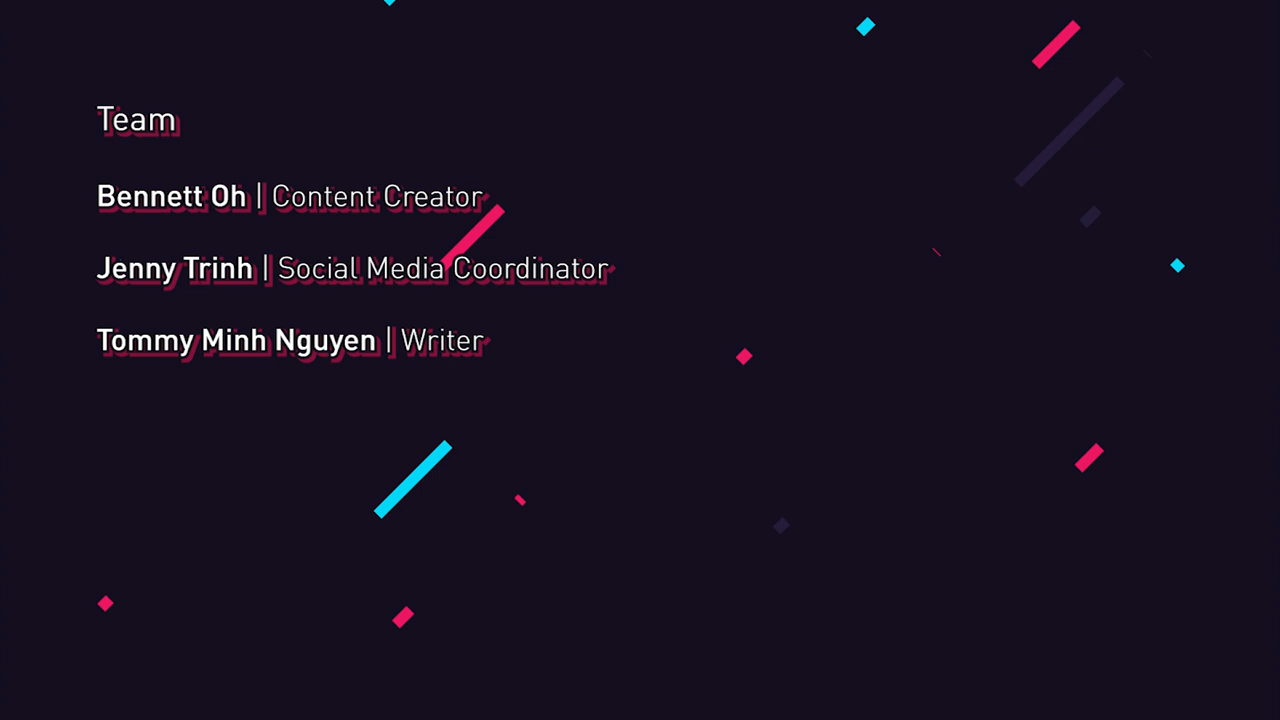 Team
Bennett Oh | Content Creator
Jenny Trinh | Social Media Coordinator
Tommy Minh Nguyen | Writer